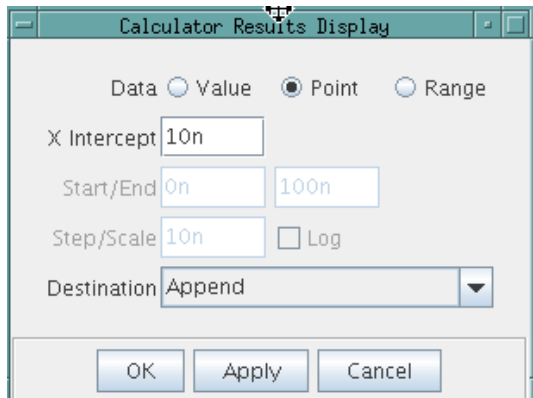 Calculator Results Display
Data Value Point Range
X Intercept 10n
Start/End 0n 100n
Step/Scale 10n Log
Destination Append
OK Apply Cancel